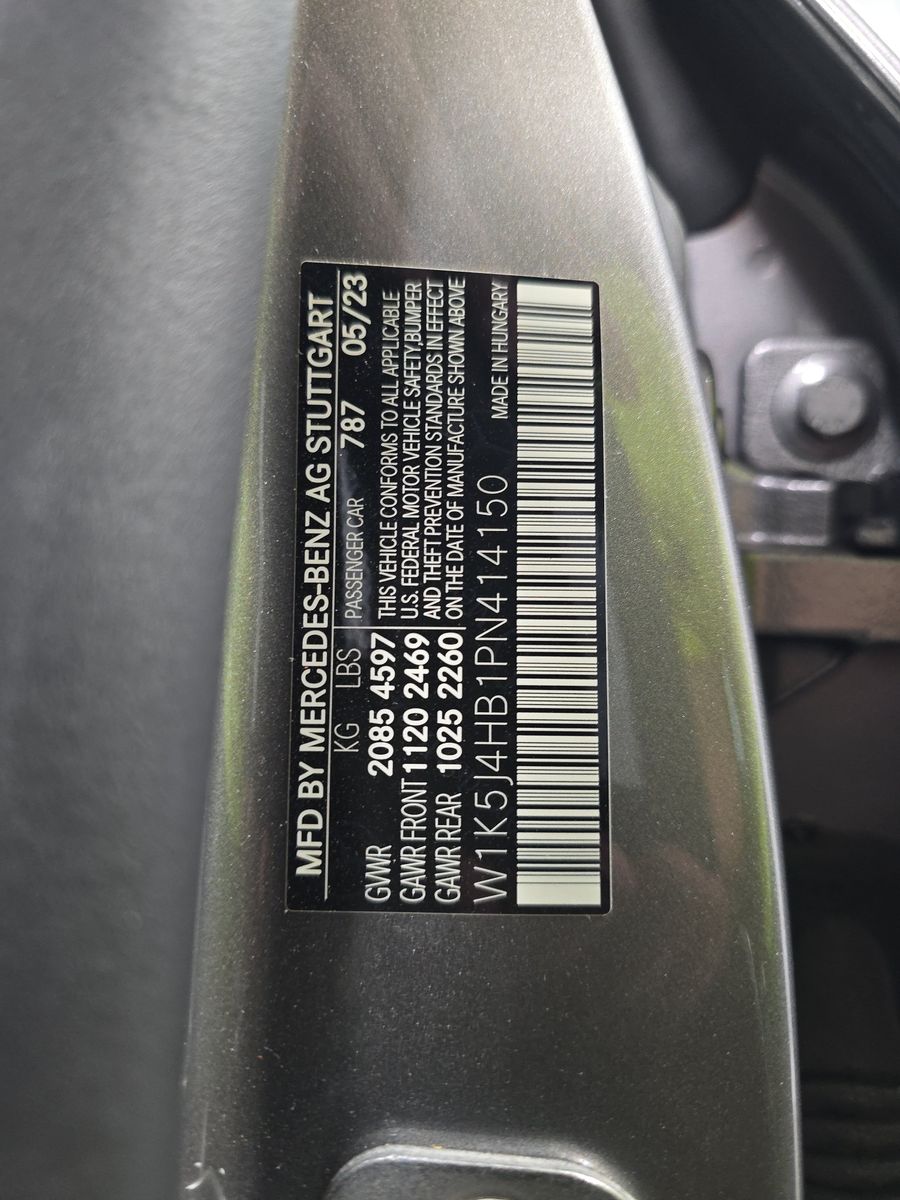 MFD BY MERCEDES-BENZ AG STUTTGART
KG LBS PASSENGER CAR 787 05/23
GVWR 2085 4597
GAWR FRONT 1120 2469
GAWR REAR 1025 2260
THIS VEHICLE CONFORMS TO ALL APPLICABLE
U.S. FEDERAL MOTOR VEHICLE SAFETY,BUMPER
AND THEFT PREVENTION STANDARDS IN EFFECT
ON THE DATE OF MANUFACTURE SHOWN ABOVE
W1K5J4HB1PN414150 MADE IN HUNGARY